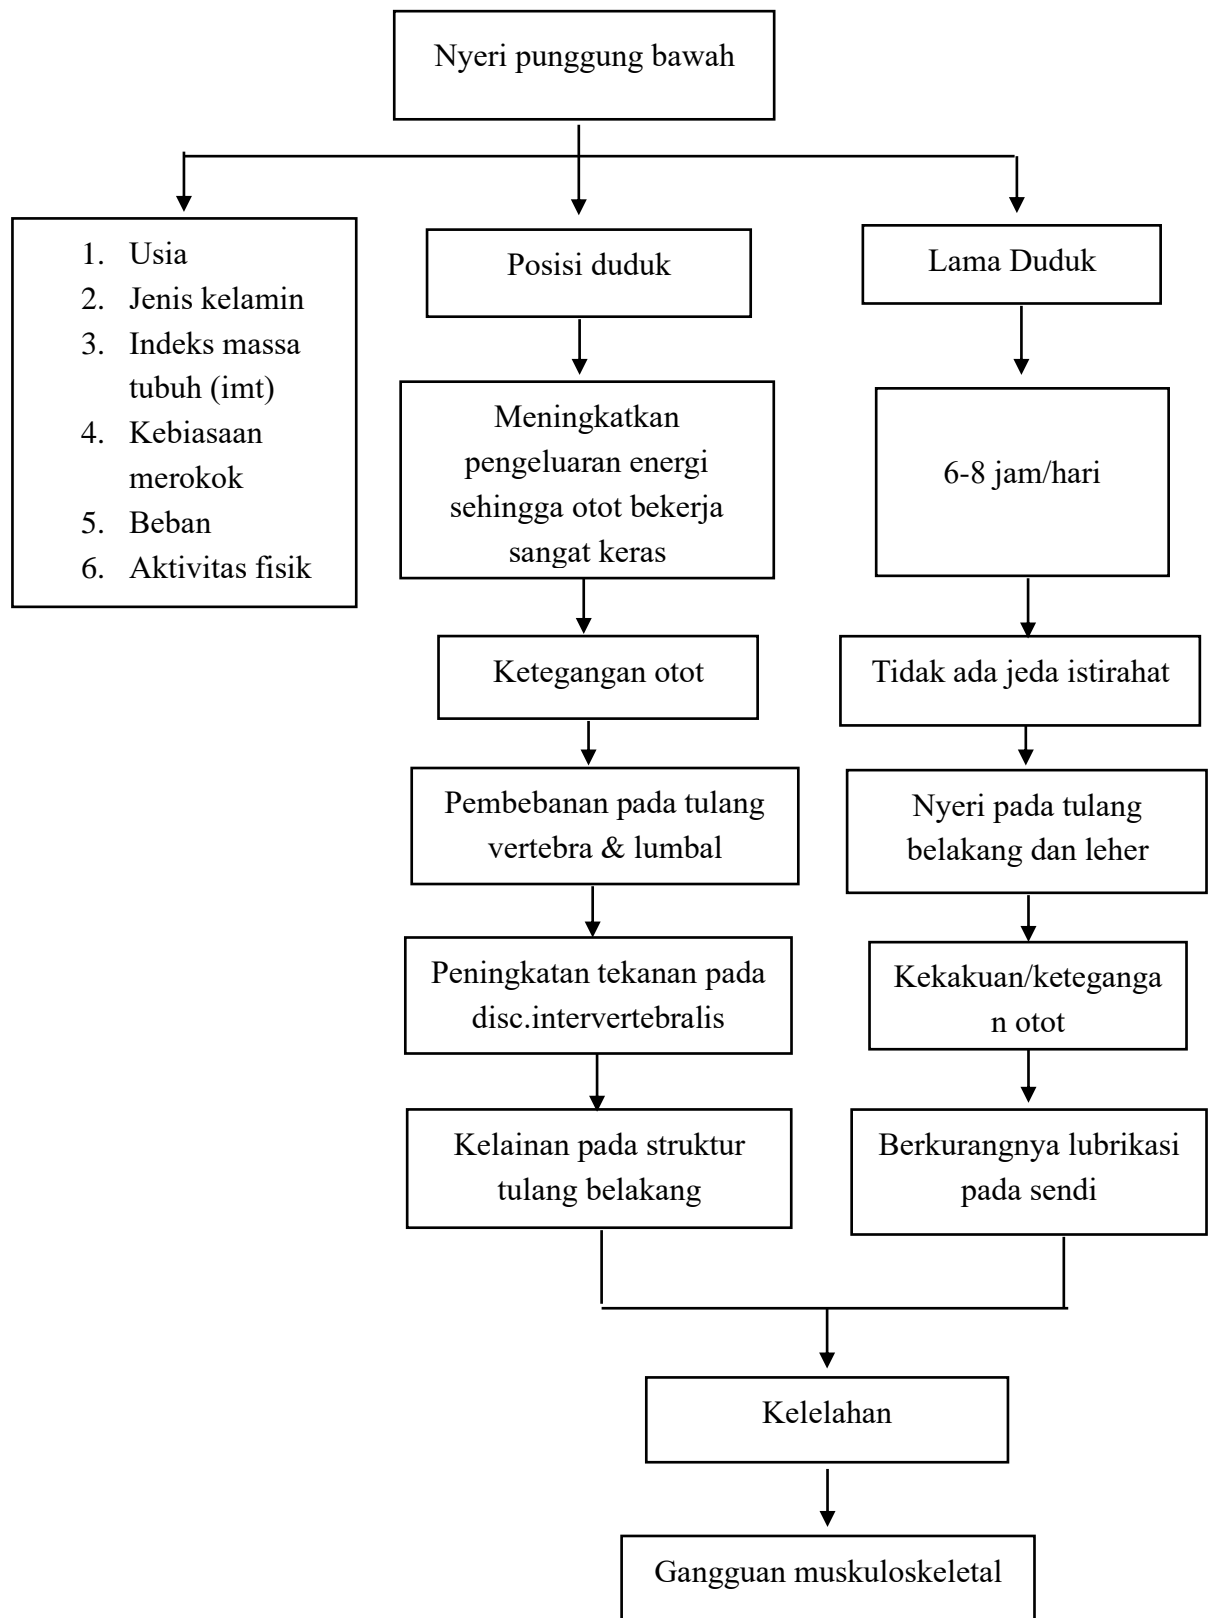 Nyeri punggung bawah
1. Usia
2. Jenis kelamin
3. Indeks massa
tubuh (imt)
4. Kebiasaan
merokok
5. Beban
6. Aktivitas fisik
Posisi duduk
Meningkatkan
pengeluaran energi
sehingga otot bekerja
sangat keras
Ketegangan otot
Pembebanan pada tulang
vertebra & lumbal
Peningkatan tekanan pada
disc.intervertebralis
Kelainan pada struktur
tulang belakang
Lama Duduk
6-8 jam/hari
Tidak ada jeda istirahat
Nyeri pada tulang
belakang dan leher
Kekakuan/keteganga
n otot
Berkurangnya lubrikasi
pada sendi
Kelelahan
Gangguan muskuloskeletal